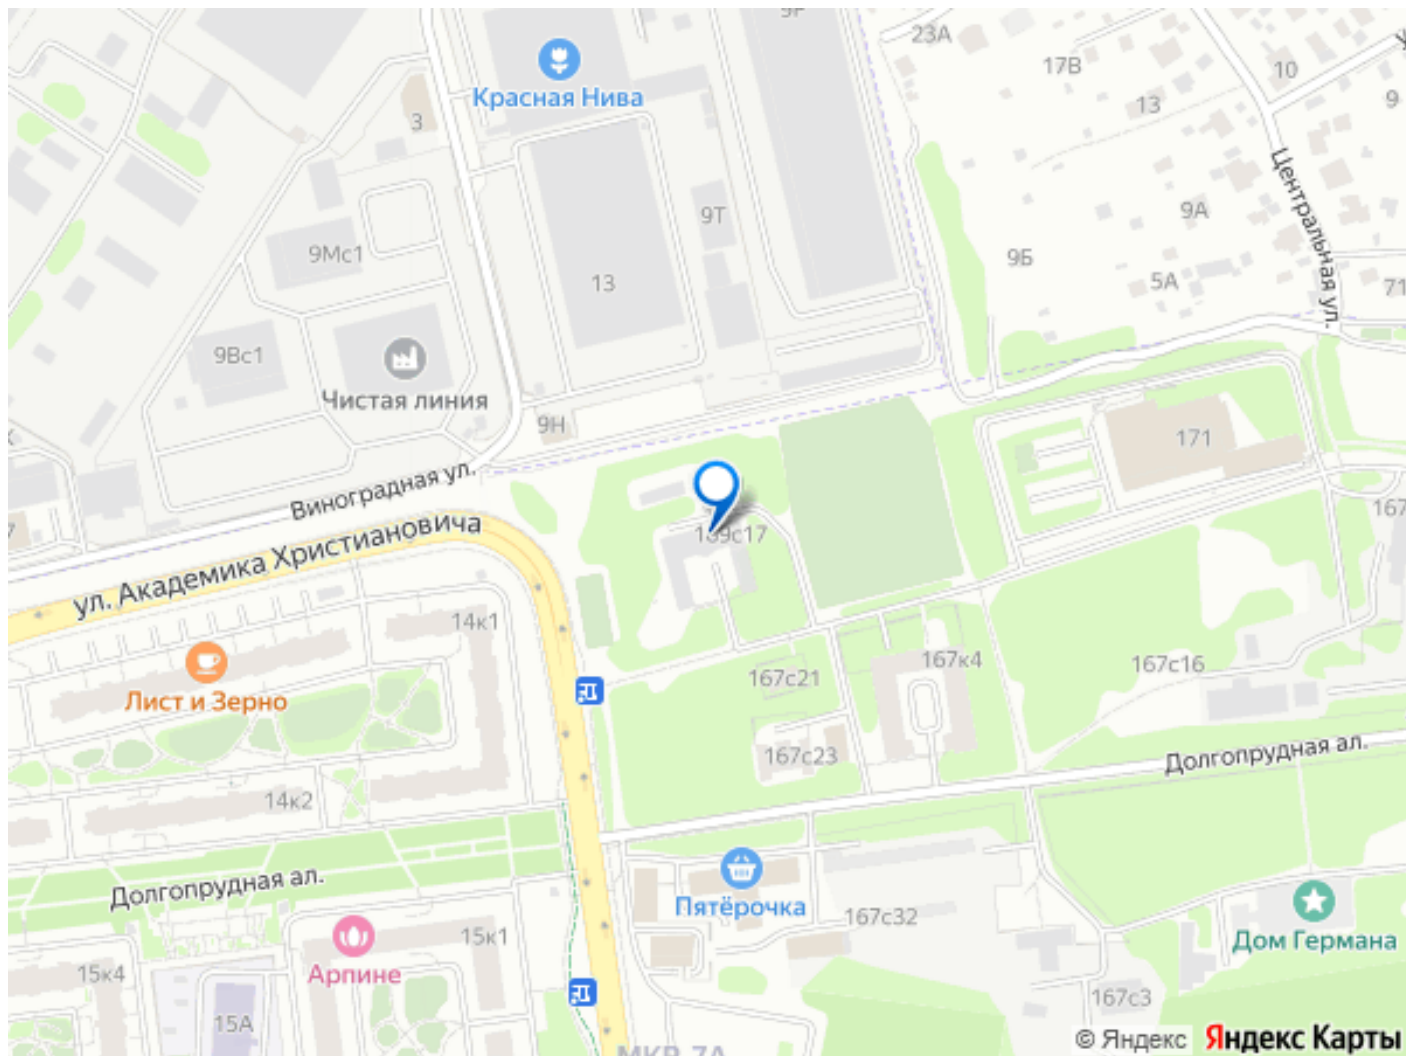 23А
17В
10
Красная Нива
13
9
3
Центральная ул.
9Т
9А
9Мс1
9Б
13
5А
71
9Вс1
Чистая линия
9Н
171
Виноградная ул.
167
ул. Академика Христиановича
14к1
167к4
167с16
167с21
Лист и Зерно
167с23
Долгопрудная ал.
14к2
Долгопрудная ал.
Пятёрочка
167с32
15к1
Дом Германа
Арпине
15к4
167с3
15А
© Яндекс Яндекс Карты